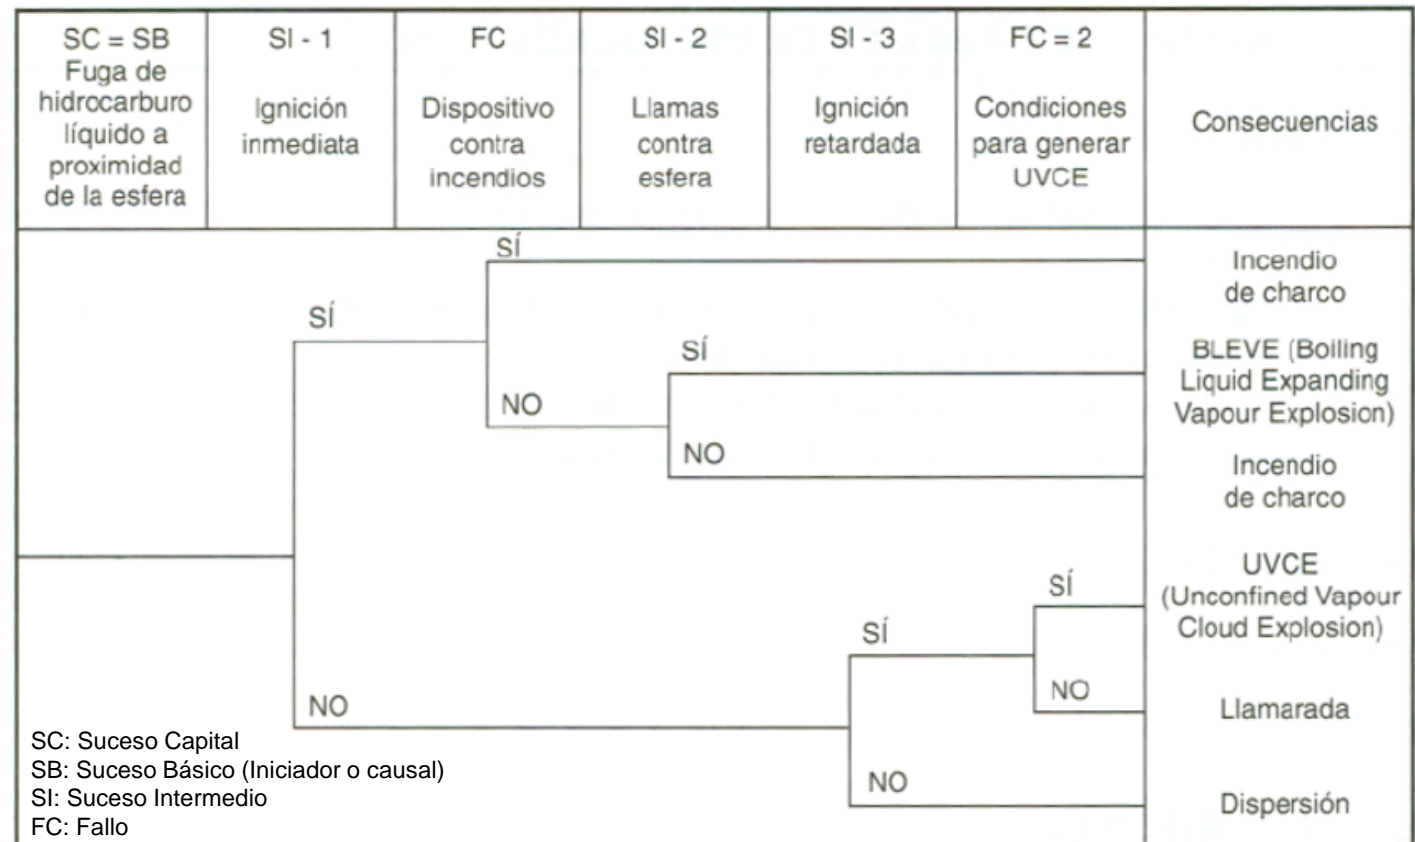 SC = SB
Fuga de
hidrocarburo
líquido a
proximidad
de la esfera
SI - 1
Ignición
inmediata
FC
Dispositivo
contra
incendios
SI - 2
Llamas
contra
esfera
SI - 3
Ignición
retardada
FC = 2
Condiciones
para generar
UVCE
Consecuencias
SÍ
Incendio
de charco
SÍ
SÍ
BLEVE (Boiling
Liquid Expanding
Vapour Explosion)
NO
NO
Incendio
de charco
SÍ
UVCE
(Unconfined Vapour
Cloud Explosion)
SÍ
NO
Llamarada
NO
NO
Dispersión
SC: Suceso Capital
SB: Suceso Básico (Iniciador o causal)
SI: Suceso Intermedio
FC: Fallo